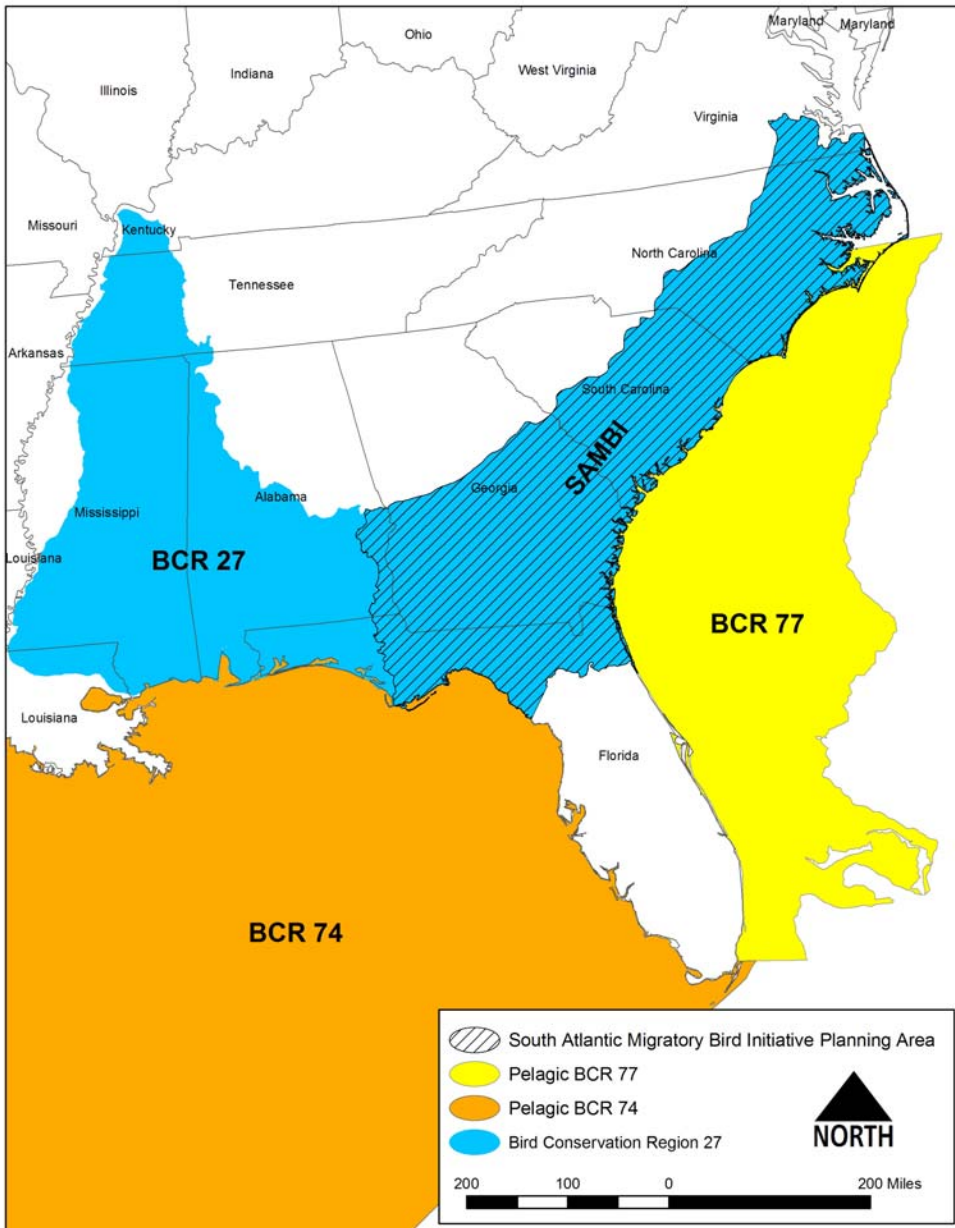 Maryland
Maryland
Ohio
West Virginia
Indiana
Illinois
Virginia
Missouri
Kentucky
North Carolina
Tennessee
Arkansas
South Carolina
SAMBI
Georgia
Alabama
Mississippi
Louisiana
BCR 27
BCR 77
Louisiana
Florida
BCR 74
South Atlantic Migratory Bird Initiative Planning Area
Pelagic BCR 77
Pelagic BCR 74
Bird Conservation Region 27
NORTH
200 100 0 200 Miles